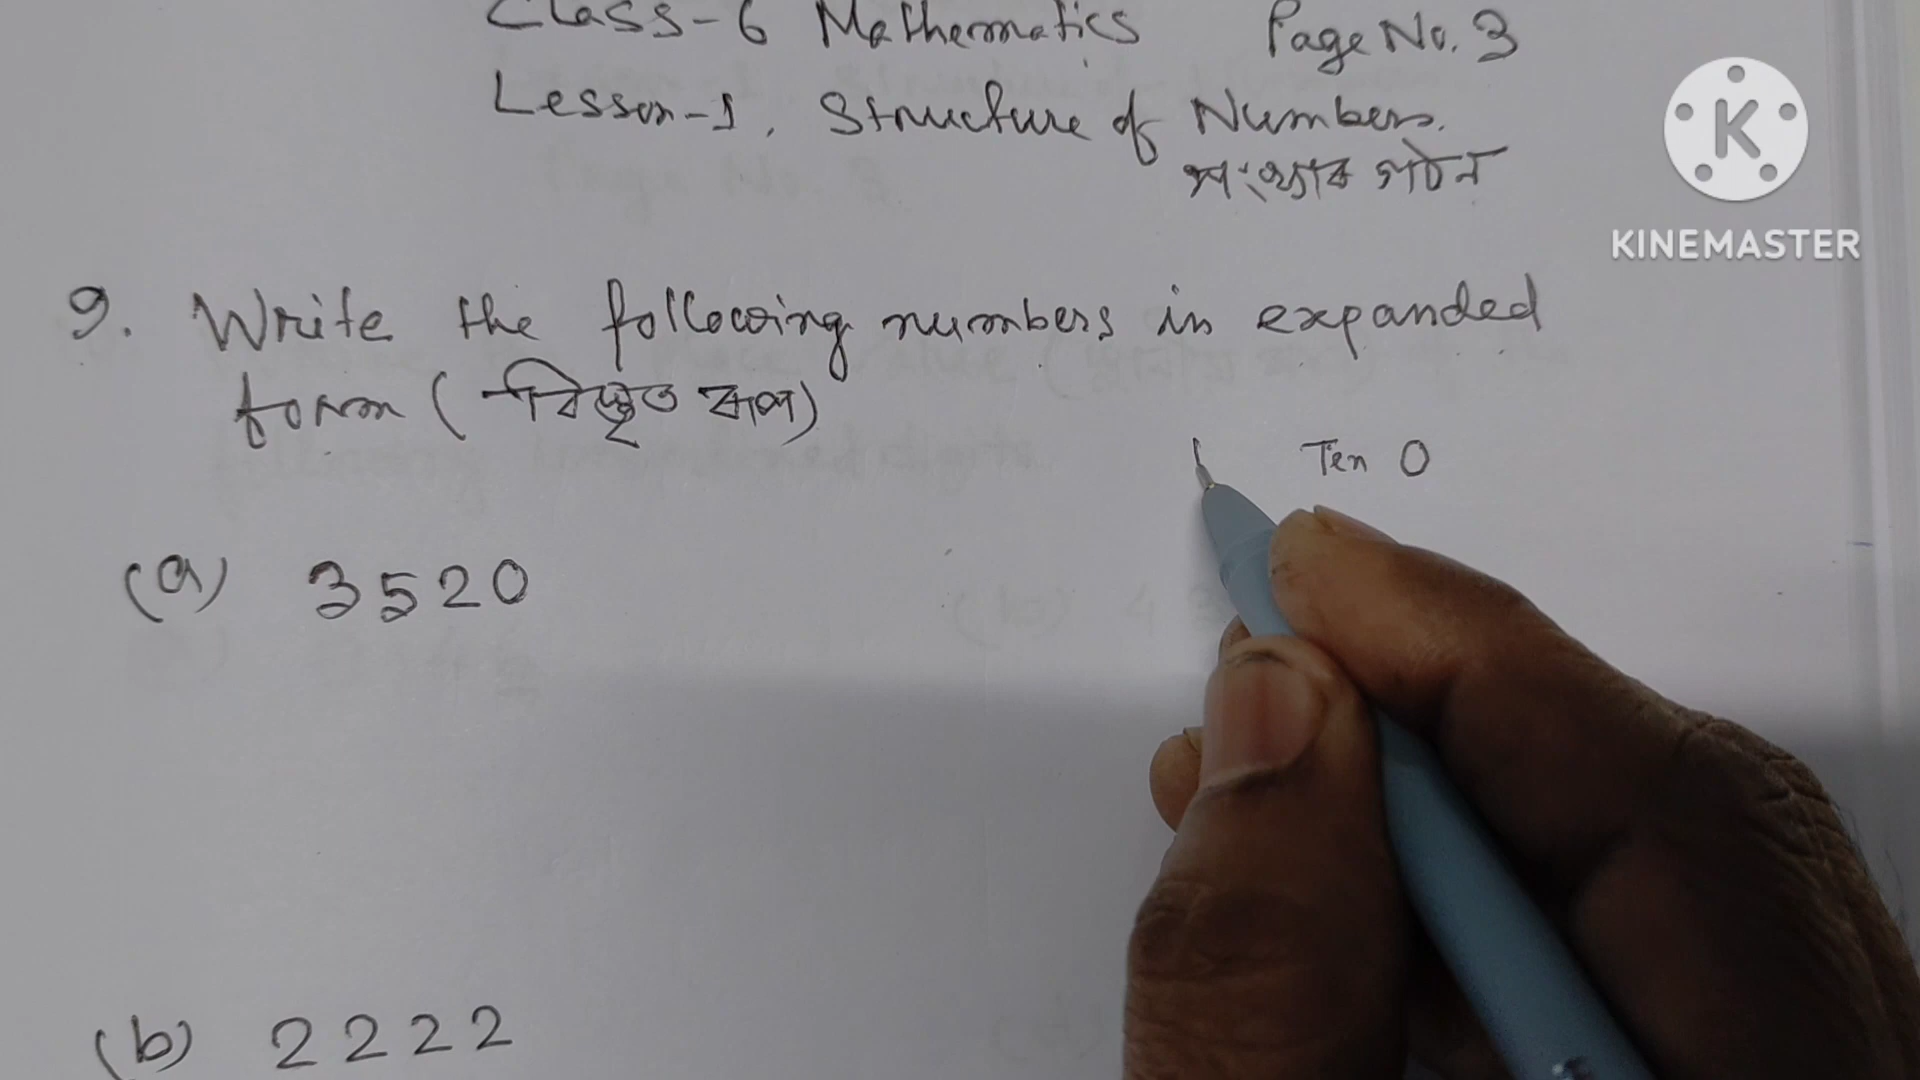 Class-6 Mathematics Page No. 3
Lesson-1, Structure of Numbers.
সংখ্যার গঠন
KINEMASTER
9. Write the following numbers in expanded
form (বিস্তৃত রূপ)
Ten O
(a) 3520
(b) 2222